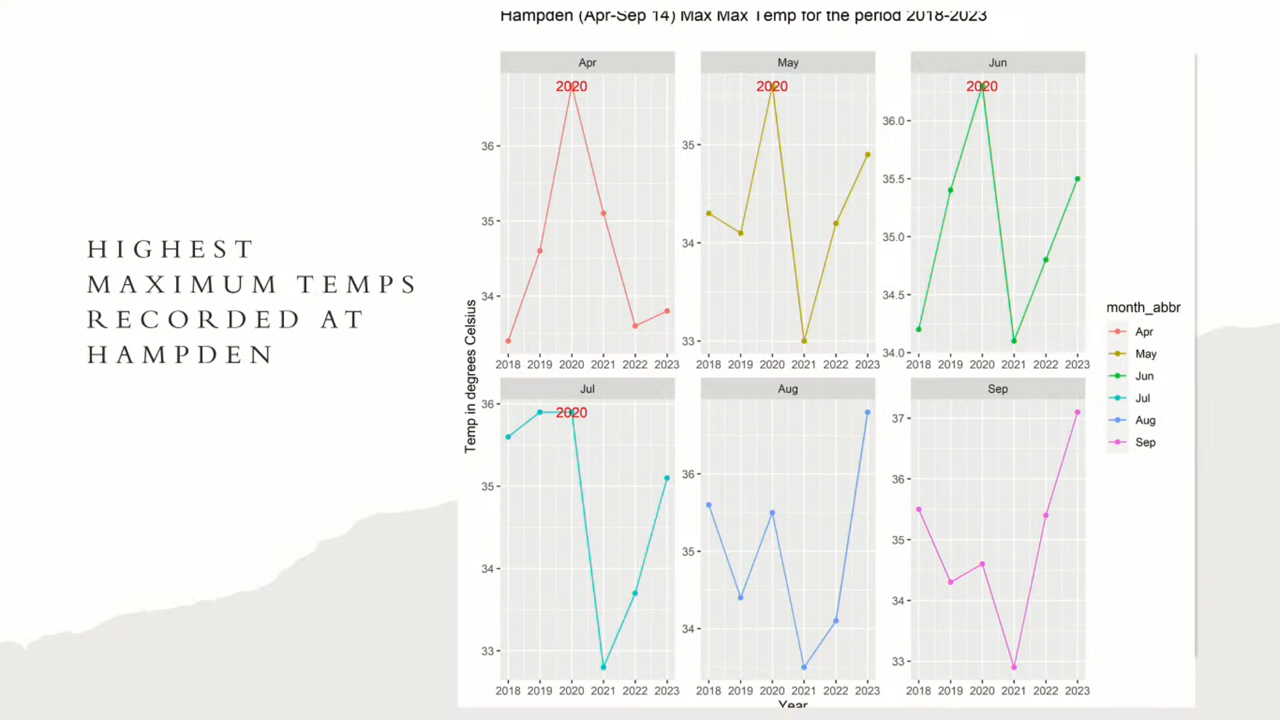 Hampden (Apr-Sep 14) Max Max Temp for the period 2018-2023
HIGHEST
MAXIMUM TEMPS
RECORDED AT
HAMPDEN
Temp in degrees Celsius
Apr
2020
36
35
34
2018 2019 2020 2021 2022 2023
May
2020
35
34
33
2018 2019 2020 2021 2022 2023
Jun
2020
36.0
35.5
35.0
34.5
34.0
2018 2019 2020 2021 2022 2023
Jul
2020
36
35
34
33
2018 2019 2020 2021 2022 2023
Aug
36
35
34
2018 2019 2020 2021 2022 2023
Sep
37
36
35
34
33
2018 2019 2020 2021 2022 2023
Year
month_abbr
Apr
May
Jun
Jul
Aug
Sep